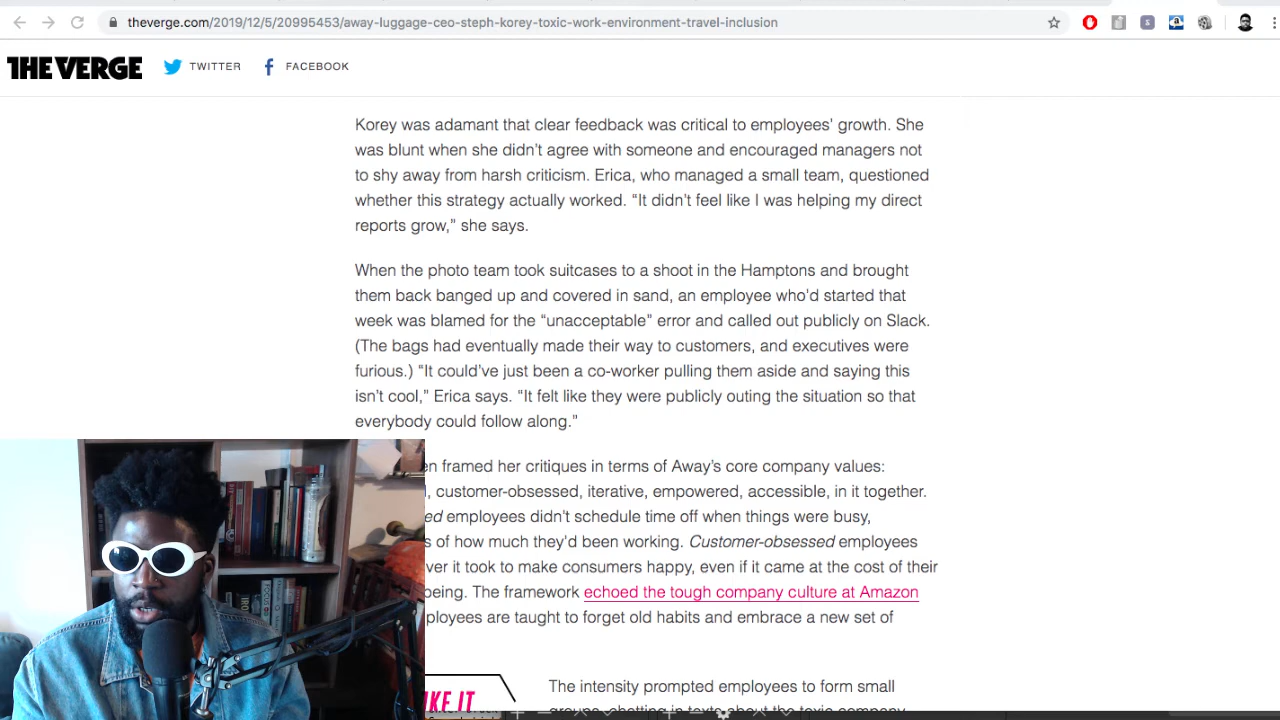 theverge.com/2019/12/5/20995453/away-luggage-ceo-steph-korey-toxic-work-environment-travel-inclusion
THE VERGE TWITTER FACEBOOK
Korey was adamant that clear feedback was critical to employees' growth. She
was blunt when she didn't agree with someone and encouraged managers not
to shy away from harsh criticism. Erica, who managed a small team, questioned
whether this strategy actually worked. “It didn't feel like I was helping my direct
reports grow,” she says.
When the photo team took suitcases to a shoot in the Hamptons and brought
them back banged up and covered in sand, an employee who'd started that
week was blamed for the “unacceptable” error and called out publicly on Slack.
(The bags had eventually made their way to customers, and executives were
furious.) “It could've just been a co-worker pulling them aside and saying this
isn't cool,” Erica says. “It felt like they were publicly outing the situation so that
everybody could follow along.”
en framed her critiques in terms of Away's core company values:
, customer-obsessed, iterative, empowered, accessible, in it together.
ed employees didn't schedule time off when things were busy,
s of how much they'd been working. Customer-obsessed employees
ver it took to make consumers happy, even if it came at the cost of their
being. The framework echoed the tough company culture at Amazon
ployees are taught to forget old habits and embrace a new set of
IKE IT
The intensity prompted employees to form small
groups, chatting in texts about the toxic company